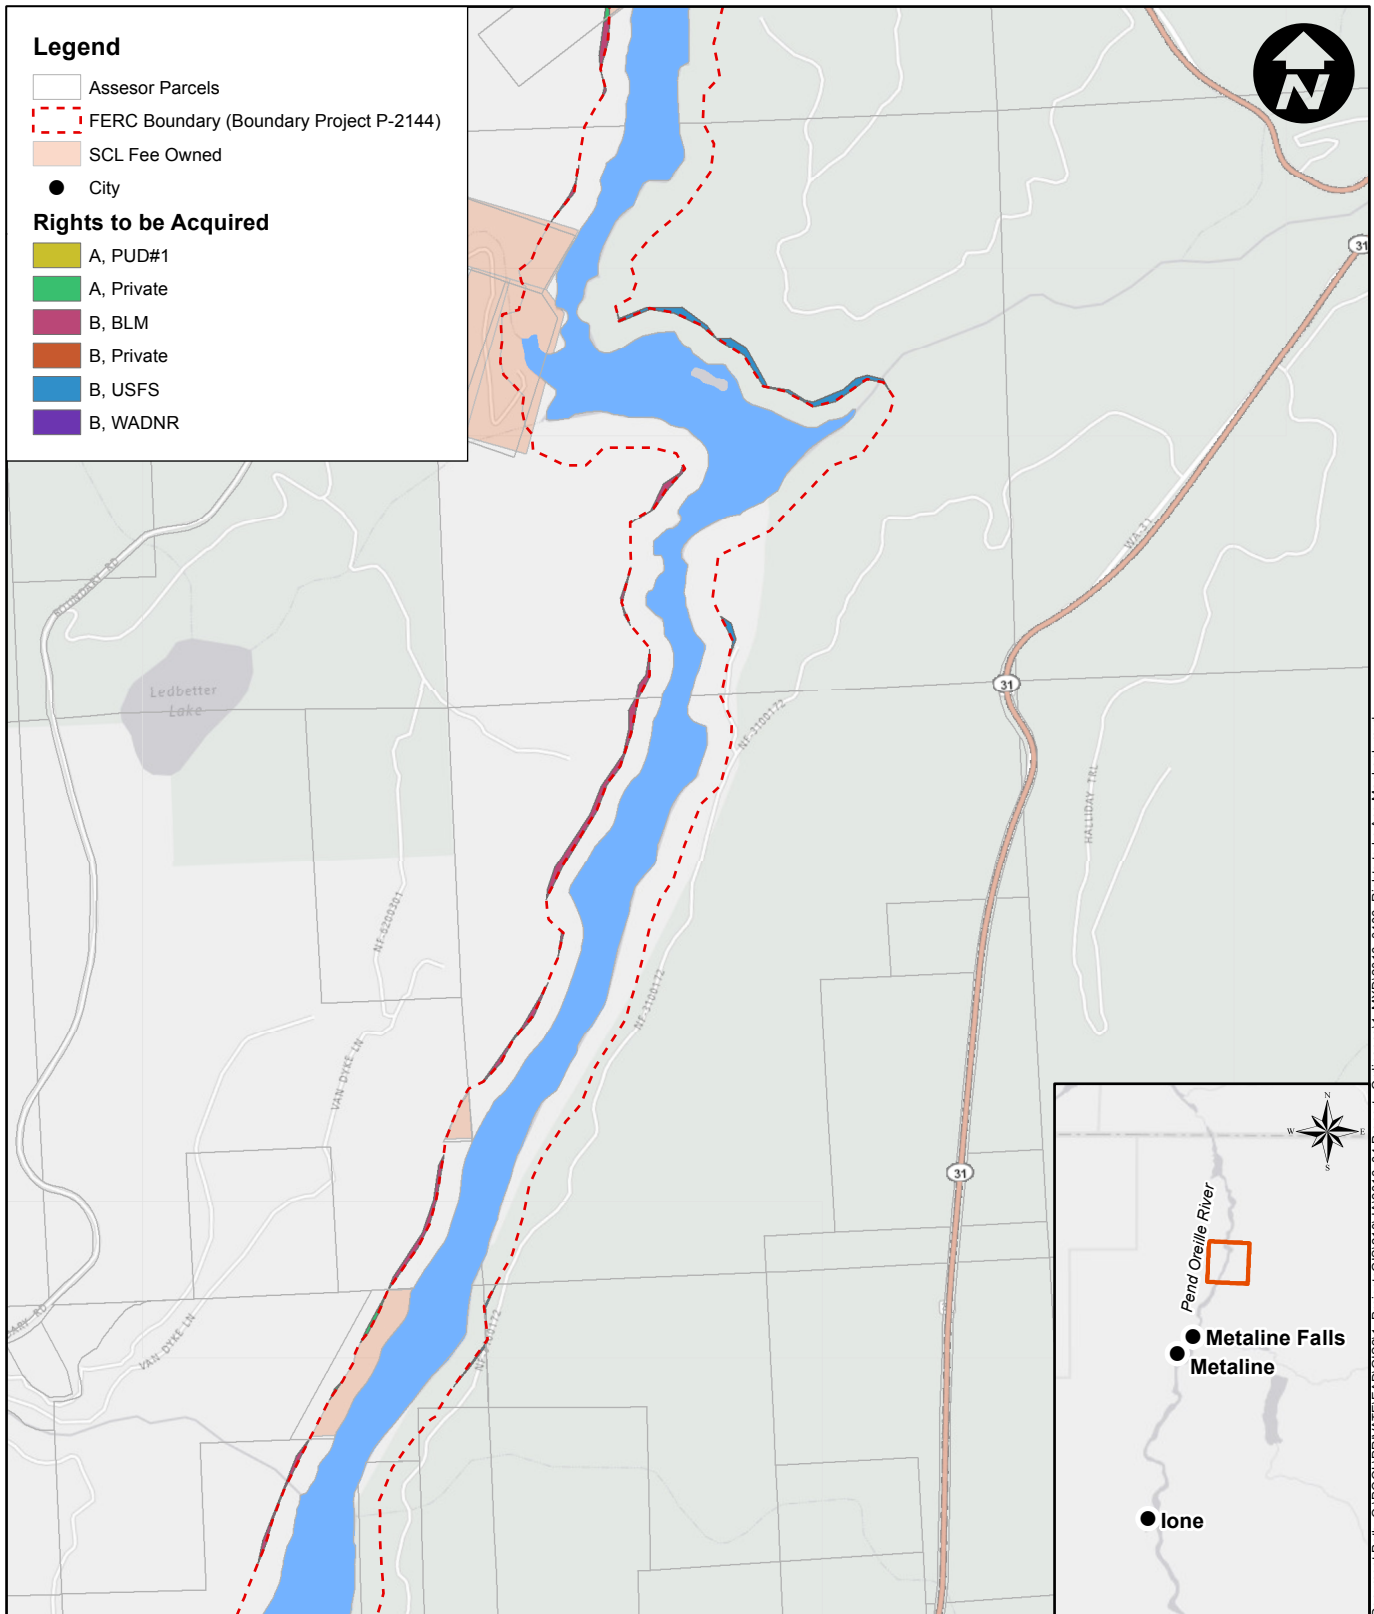 Legend
Assesor Parcels
FERC Boundary (Boundary Project P-2144)
SCL Fee Owned
City
Rights to be Acquired
A, PUD#1
A, Private
B, BLM
B, Private
B, USFS
B, WADNR
N
31
WA-31
BOUNDARY RD
Ledbetter
Lake
31
NF-3100172
HALLIDAY TRL
NF-6200301
NF-3100172
VAN DYKE LN
31
VAN DYKE LN
NF-3100172
N
W
E
S
Pend Oreille River
Metaline Falls
Metaline
Ione